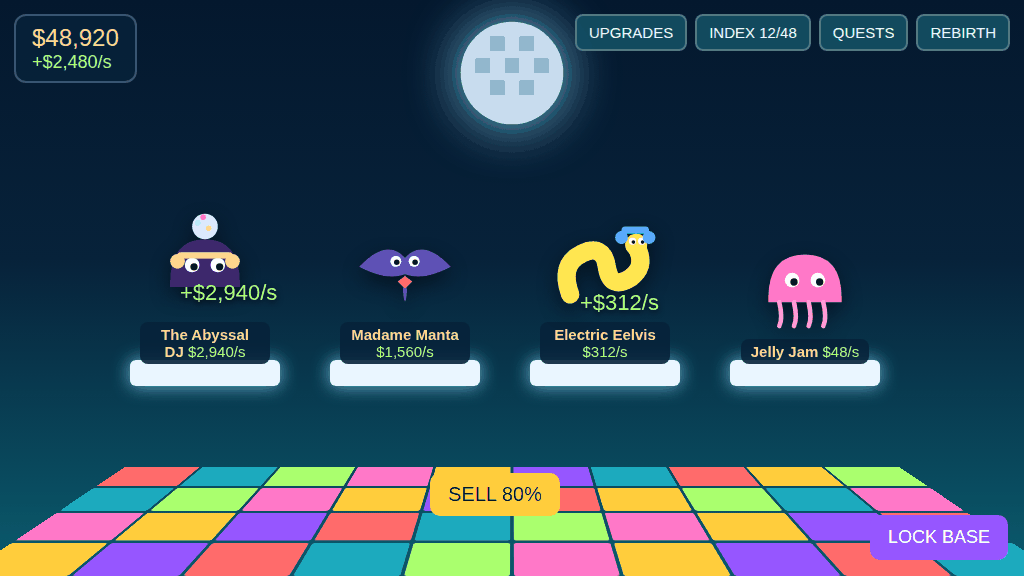 $48,920
+$2,480/s
UPGRADES
INDEX 12/48
QUESTS
REBIRTH
+$2,940/s
+$312/s
The Abyssal
DJ $2,940/s
Madame Manta
$1,560/s
Electric Eelvis
$312/s
Jelly Jam $48/s
SELL 80%
LOCK BASE